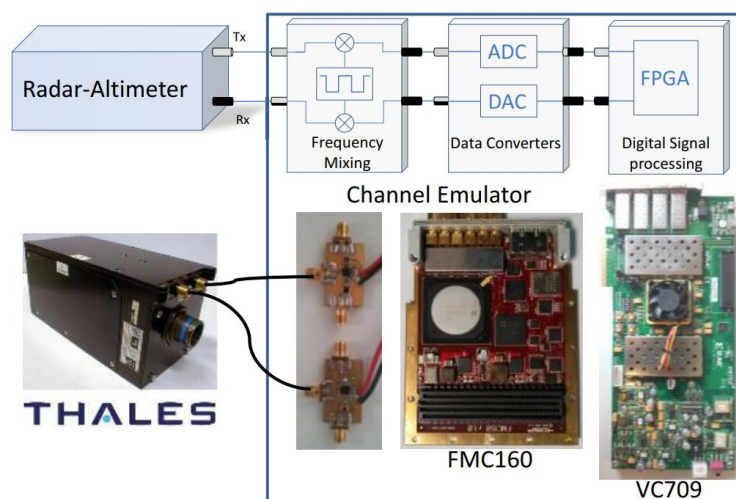 Tx
Radar-Altimeter
Rx
Frequency
Mixing
ADC
DAC
Data Converters
FPGA
Digital Signal
processing
Channel Emulator
THALES
FMC160
VC709